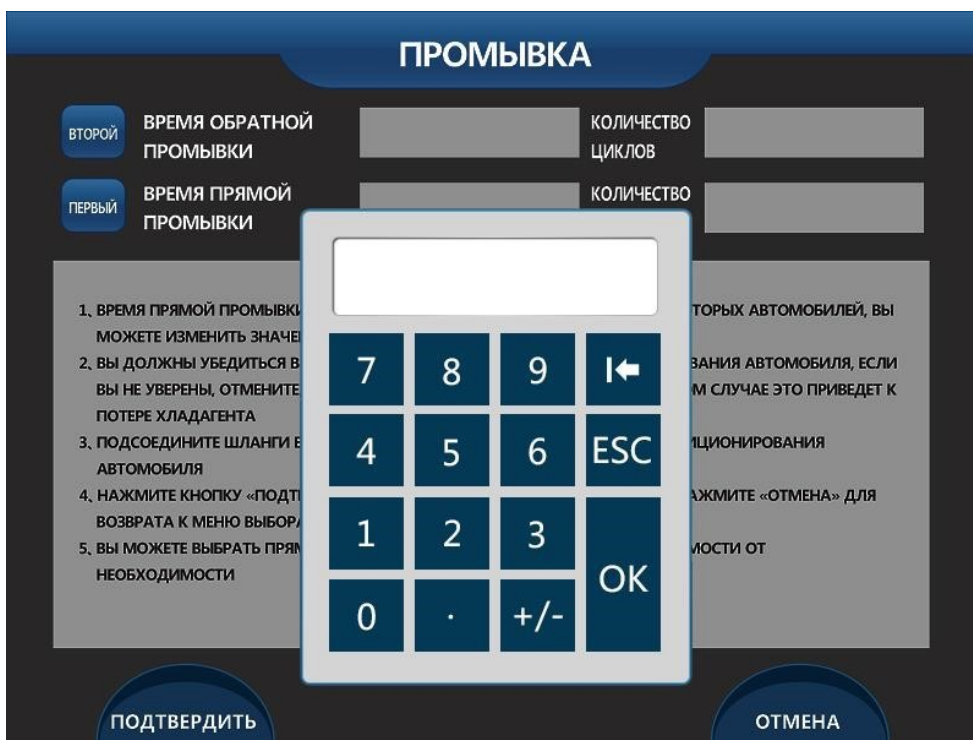 ПРОМЫВКА
ВТОРОЙ
ВРЕМЯ ОБРАТНОЙ
ПРОМЫВКИ
КОЛИЧЕСТВО
ЦИКЛОВ
ПЕРВЫЙ
ВРЕМЯ ПРЯМОЙ
ПРОМЫВКИ
КОЛИЧЕСТВО
1、ВРЕМЯ ПРЯМОЙ ПРОМЫВКИ ТОРЫХ АВТОМОБИЛЕЙ, ВЫ
МОЖЕТЕ ИЗМЕНИТЬ ЗНАЧЕ
2、ВЫ ДОЛЖНЫ УБЕДИТЬСЯ В ВАНИЯ АВТОМОБИЛЯ, ЕСЛИ
ВЫ НЕ УВЕРЕНЫ, ОТМЕНИТЕ М СЛУЧАЕ ЭТО ПРИВЕДЕТ К
ПОТЕРЕ ХЛАДАГЕНТА
3、ПОДСОЕДИНИТЕ ШЛАНГИ ИЦИОНИРОВАНИЯ
АВТОМОБИЛЯ
4、НАЖМИТЕ КНОПКУ «ПОДТ АЖМИТЕ «ОТМЕНА» ДЛЯ
ВОЗВРАТА К МЕНЮ ВЫБОРА
5、ВЫ МОЖЕТЕ ВЫБРАТЬ ПРЯМ МОСТИ ОТ
НЕОБХОДИМОСТИ
7 8 9
4 5 6 ESC
1 2 3
OK
0 . +/-
ПОДТВЕРДИТЬ
ОТМЕНА